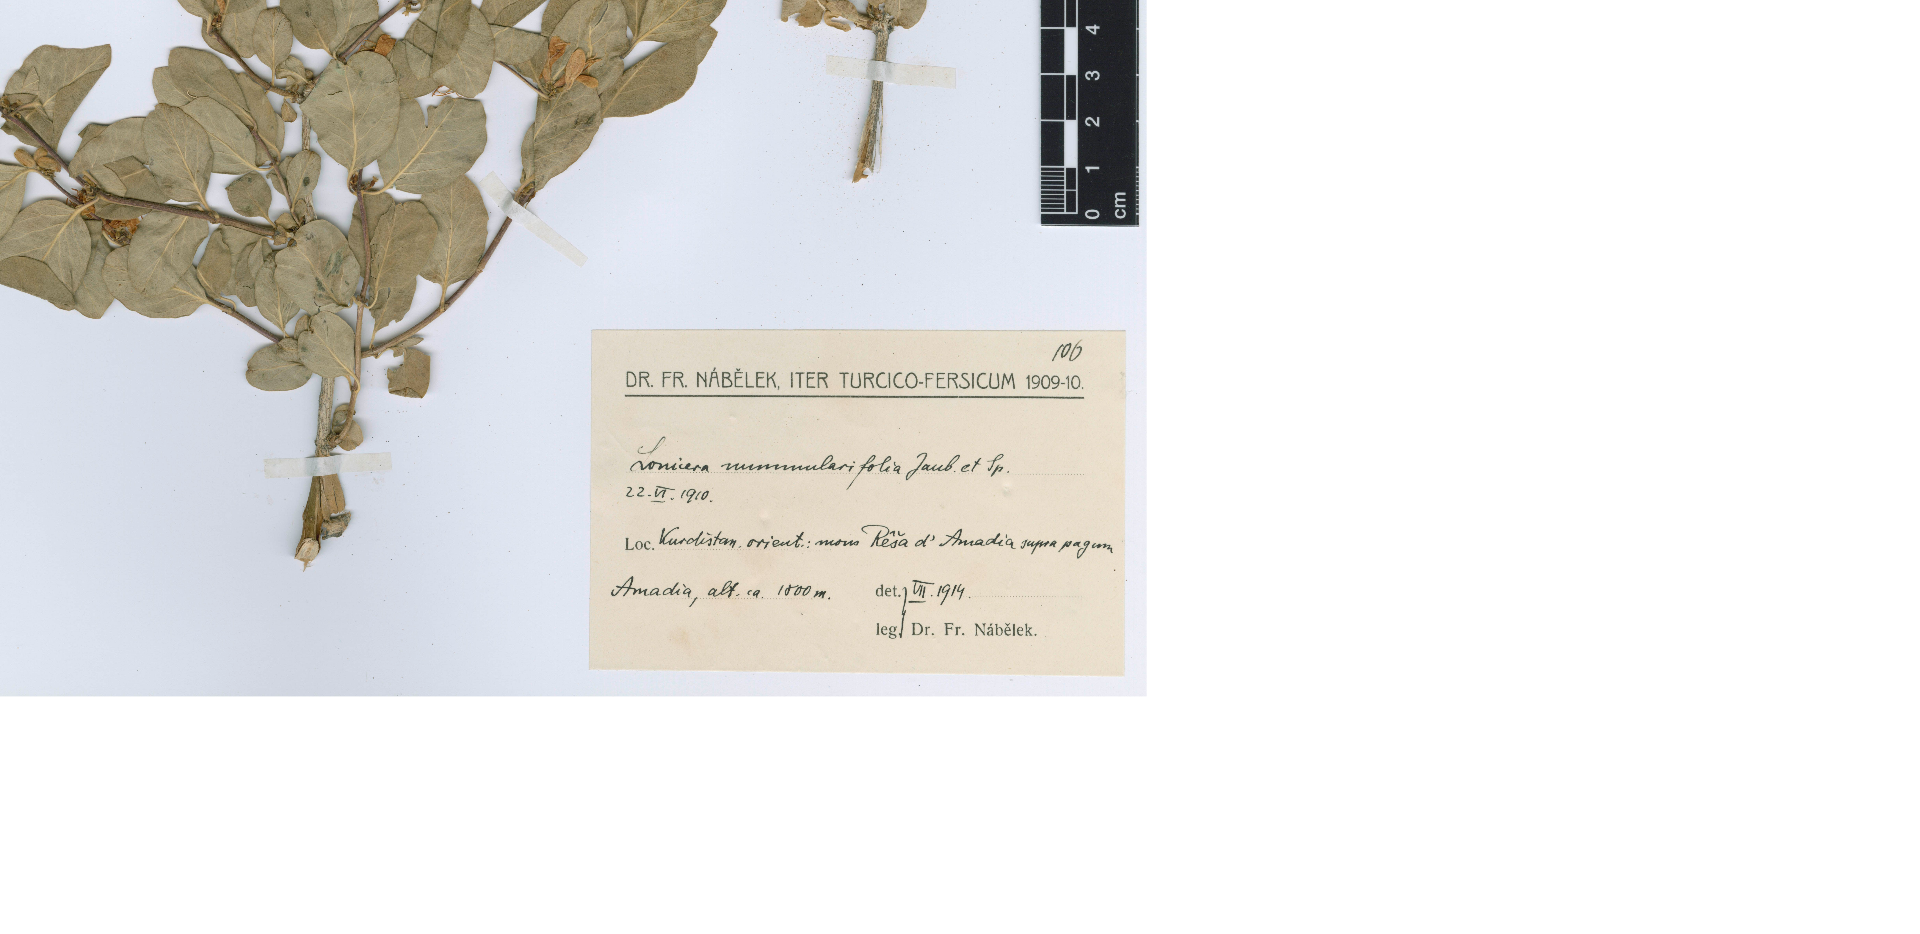 4
3
2
1
0
cm
106
DR. FR. NÁBĚLEK, ITER TURCICO-FERSICUM 1909-10.
Lonicera nummularifolia Jaub. et Sp.
22. VI. 1910.
Loc. Kurdistan. orient.: mons Rêša d' Amadia supra pagum
Amadia, alt. ca. 1800 m. det. VII. 1914.
leg. Dr. Fr. Nábělek.